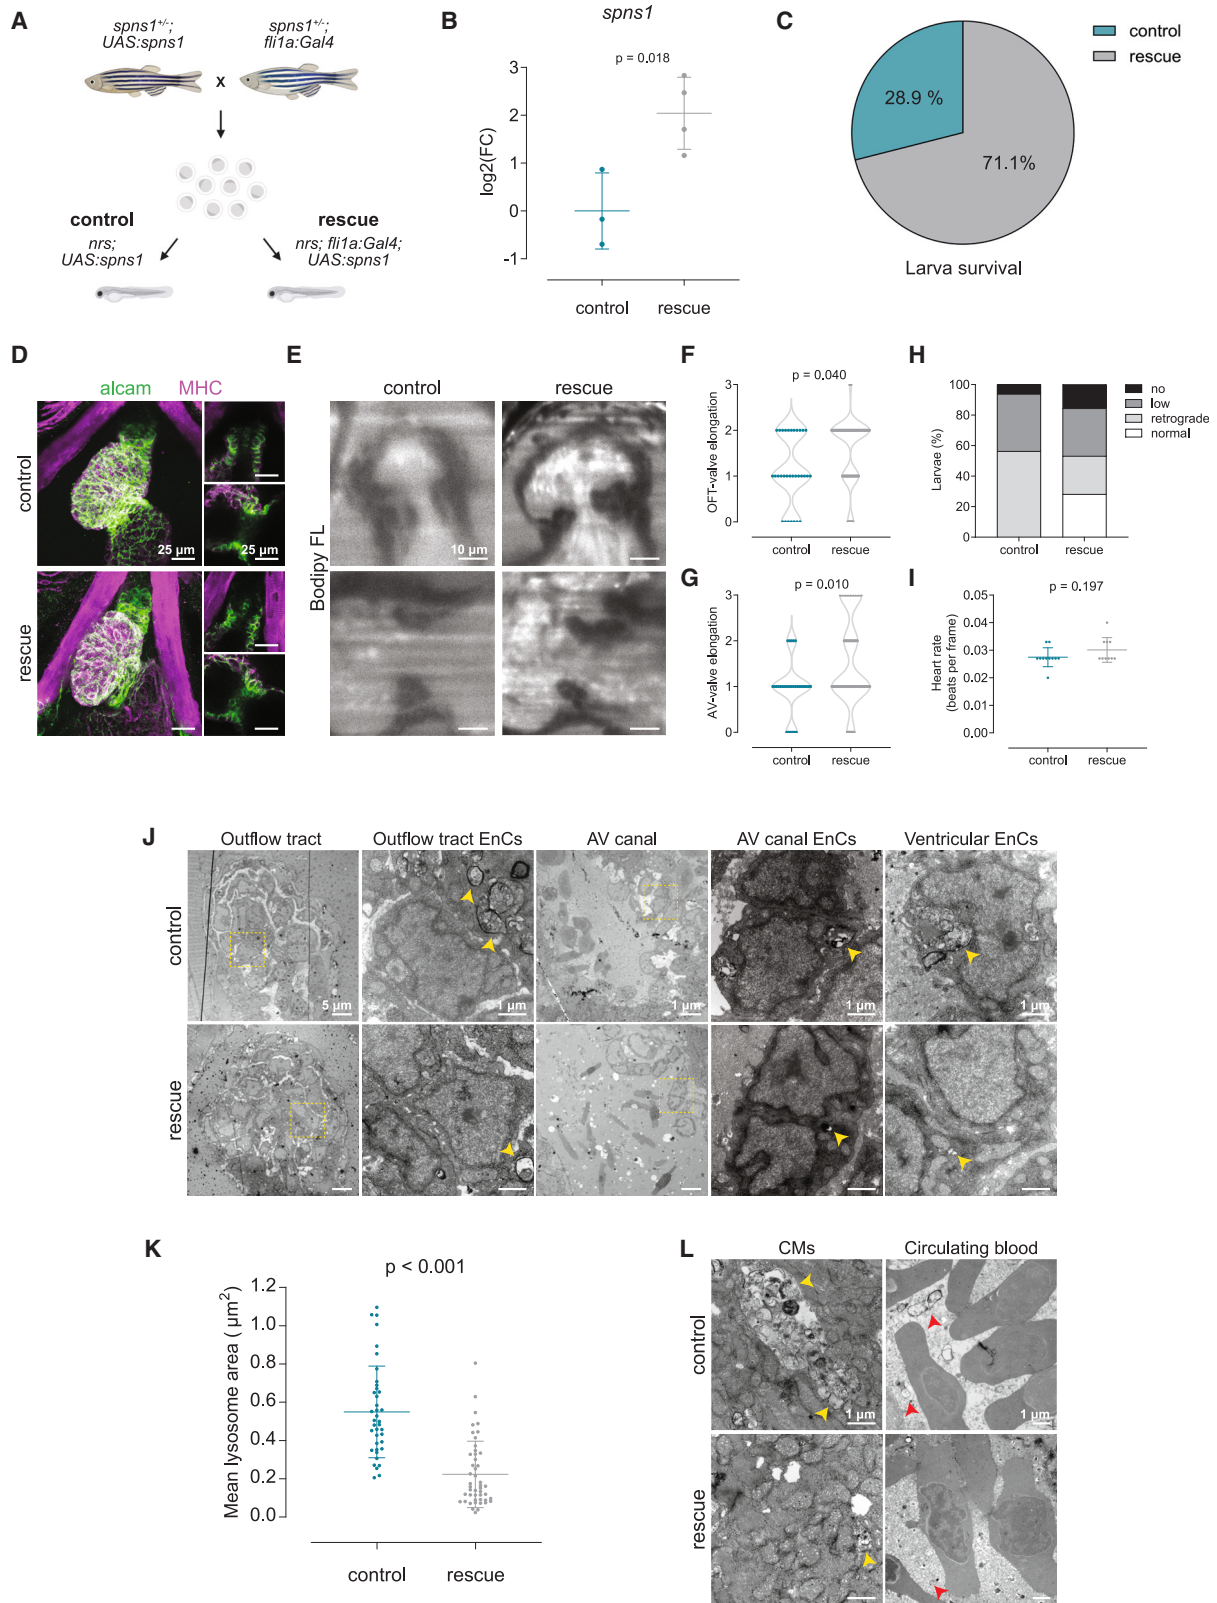 A
spns1+/-;
UAS:spns1
spns1+/-;
fli1a:Gal4
x
control
nrs;
UAS:spns1
rescue
nrs; fli1a:Gal4;
UAS:spns1
B
spns1
p = 0.018
log2(FC)
3
2
1
0
-1
control
rescue
C
control
rescue
28.9 %
71.1%
Larva survival
D
alcam
MHC
control
25 µm
25 µm
rescue
E
control
rescue
Bodipy FL
10 µm
F
p = 0.040
OFT-valve elongation
3
2
1
0
control
rescue
G
p = 0.010
AV-valve elongation
3
2
1
0
control
rescue
H
Larvae (%)
100
80
60
40
20
0
control
rescue
no
low
retrograde
normal
I
p = 0.197
Heart rate
(beats per frame)
0.05
0.04
0.03
0.02
0.01
0.00
control
rescue
J
Outflow tract
Outflow tract EnCs
AV canal
AV canal EnCs
Ventricular EnCs
control
5 µm
1 µm
1 µm
1 µm
1 µm
rescue
K
p < 0.001
Mean lysosome area ( µm2)
1.2
1.0
0.8
0.6
0.4
0.2
0.0
control
rescue
L
CMs
Circulating blood
control
1 µm
1 µm
rescue